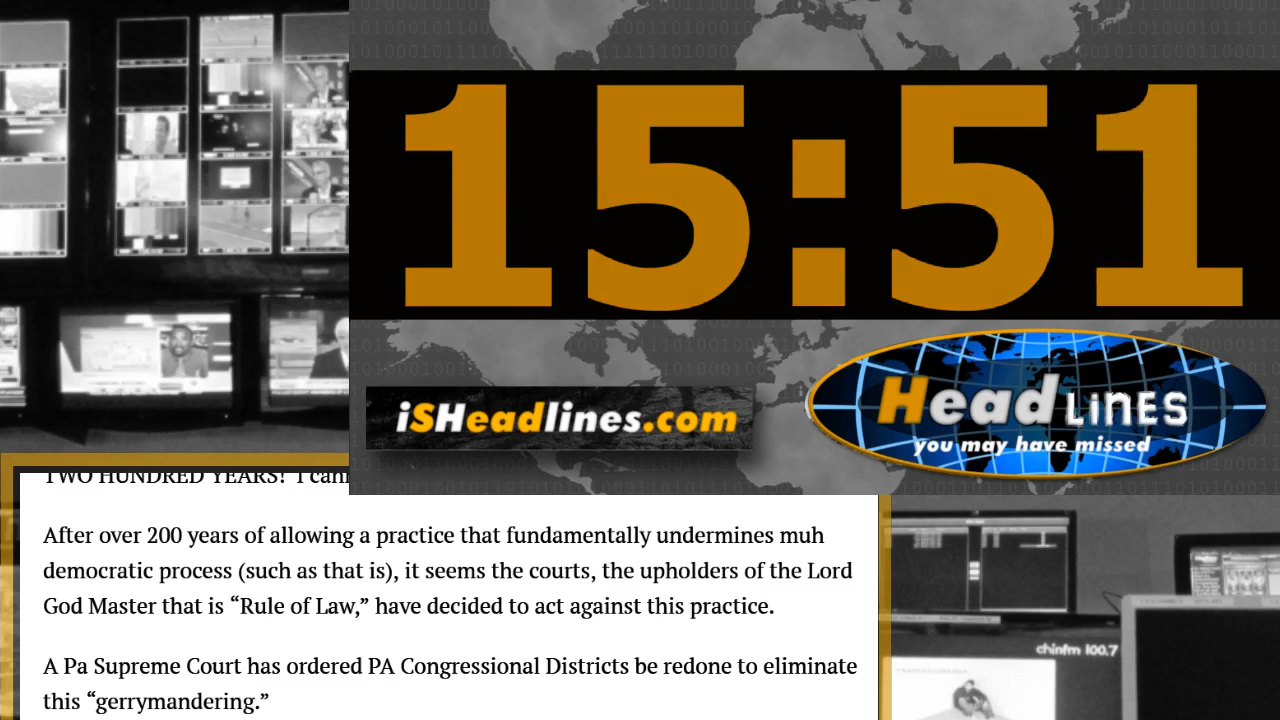 15:51
iSHeadlines.com
HeadLiNES
you may have missed
TWO HUNDRED YEARS!
After over 200 years of allowing a practice that fundamentally undermines muh
democratic process (such as that is), it seems the courts, the upholders of the Lord
God Master that is “Rule of Law,” have decided to act against this practice.
A Pa Supreme Court has ordered PA Congressional Districts be redone to eliminate
this “gerrymandering.”
chinfm 100.7